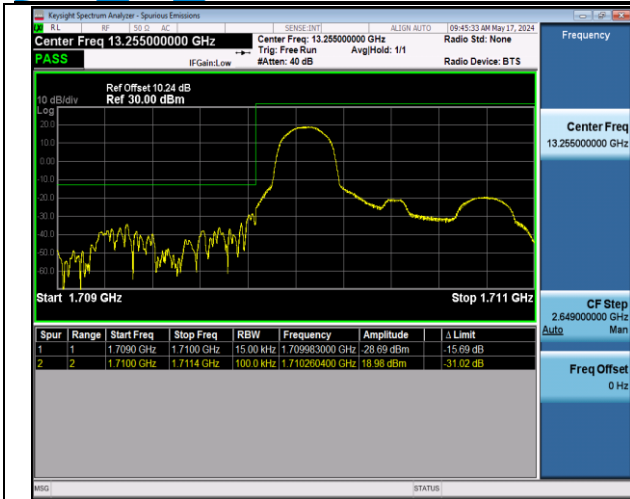 Keysight Spectrum Analyzer - Spurious Emissions
RL RF 50 Ω AC SENSE:INT ALIGN AUTO 09:45:33 AM May 17, 2024
Center Freq 13.255000000 GHz Center Freq: 13.255000000 GHz Radio Std: None
Trig: Free Run Avg|Hold: 1/1
PASS IFGain:Low #Atten: 40 dB Radio Device: BTS
Ref Offset 10.24 dB
10 dB/div Ref 30.00 dBm
Log
20.0
10.0
0.00
-10.0
-20.0
-30.0
-40.0
-50.0
-60.0
Start 1.709 GHz Stop 1.711 GHz
Spur Range Start Freq Stop Freq RBW Frequency Amplitude Δ Limit
1 1 1.7090 GHz 1.7100 GHz 15.00 kHz 1.709983000 GHz -28.69 dBm -15.69 dB
2 2 1.7100 GHz 1.7114 GHz 100.0 kHz 1.710260400 GHz 18.98 dBm -31.02 dB
MSG STATUS
Frequency
Center Freq
13.255000000 GHz
CF Step
2.649000000 GHz
Auto Man
Freq Offset
0 Hz